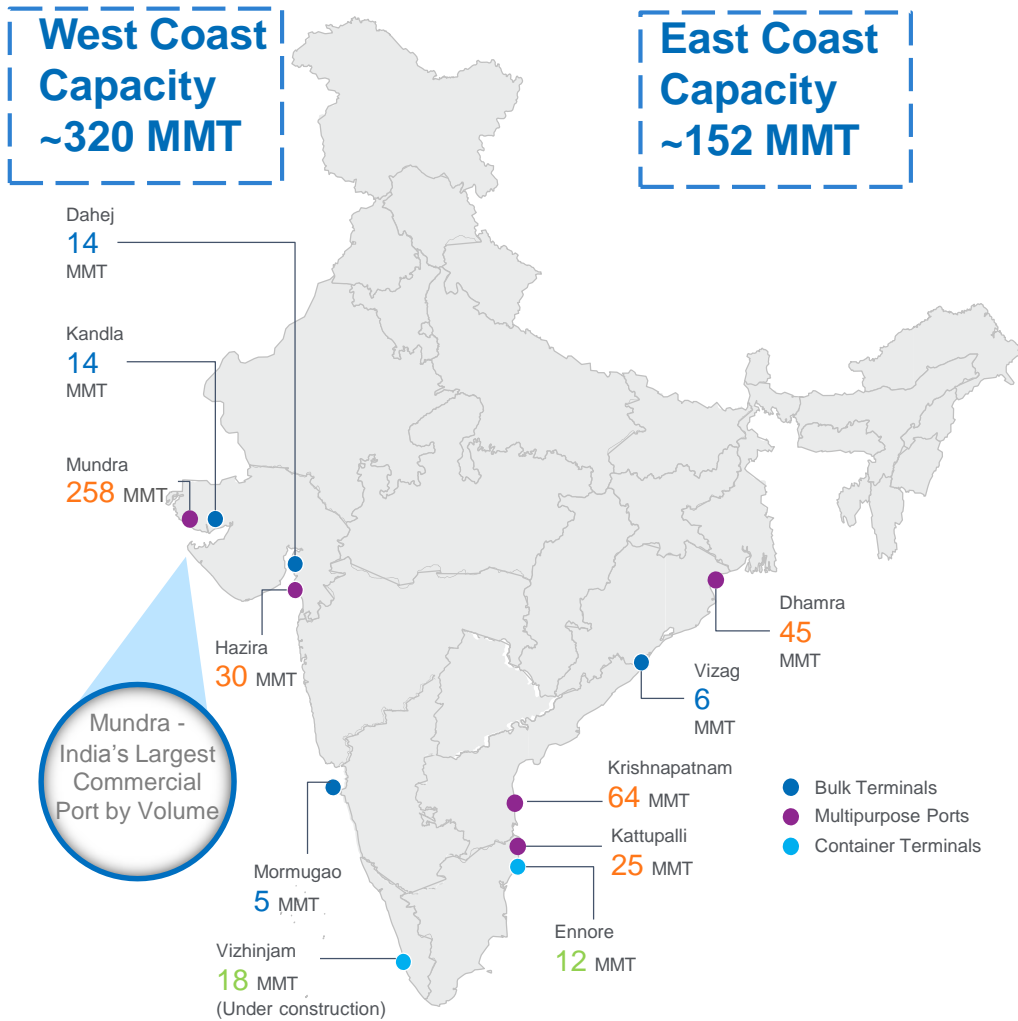 West Coast
Capacity
~320 MMT
East Coast
Capacity
~152 MMT
Dahej
14
MMT
Kandla
14
MMT
Mundra
258 MMT
Hazira
30 MMT
Mundra -
India's Largest
Commercial
Port by Volume
Mormugao
5 MMT
Vizhinjam
18 MMT
(Under construction)
Dhamra
45
MMT
Vizag
6
MMT
Krishnapatnam
64 MMT
Kattupalli
25 MMT
Ennore
12 MMT
Bulk Terminals
Multipurpose Ports
Container Terminals